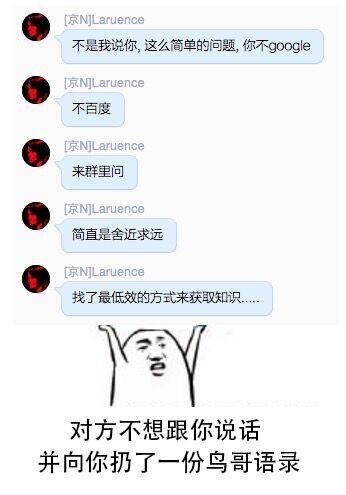 [京N]Laruence
不是我说你, 这么简单的问题, 你不google
[京N]Laruence
不百度
[京N]Laruence
来群里问
[京N]Laruence
简直是舍近求远
[京N]Laruence
找了最低效的方式来获取知识.....
对方不想跟你说话
并向你扔了一份鸟哥语录